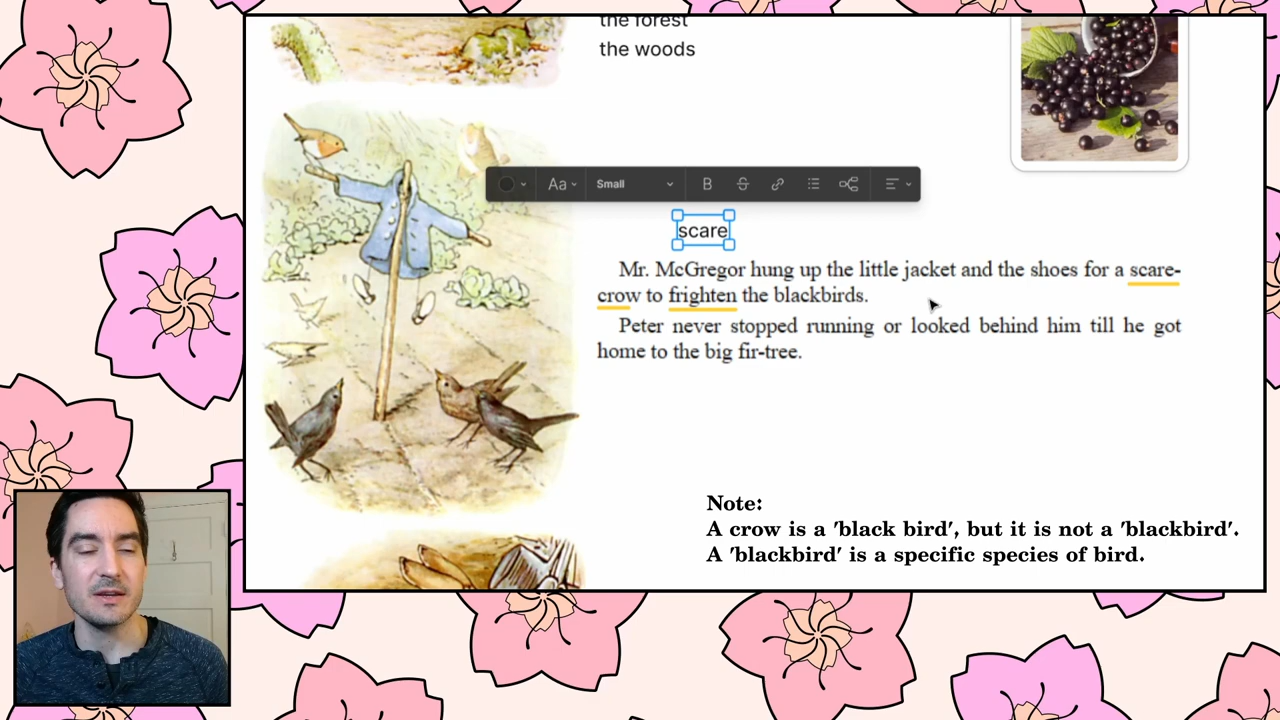 the forest
the woods
Aa
Small
B
S
scare
Mr. McGregor hung up the little jacket and the shoes for a scare-
crow to frighten the blackbirds.
Peter never stopped running or looked behind him till he got
home to the big fir-tree.
Note:
A crow is a 'black bird', but it is not a 'blackbird'.
A 'blackbird' is a specific species of bird.